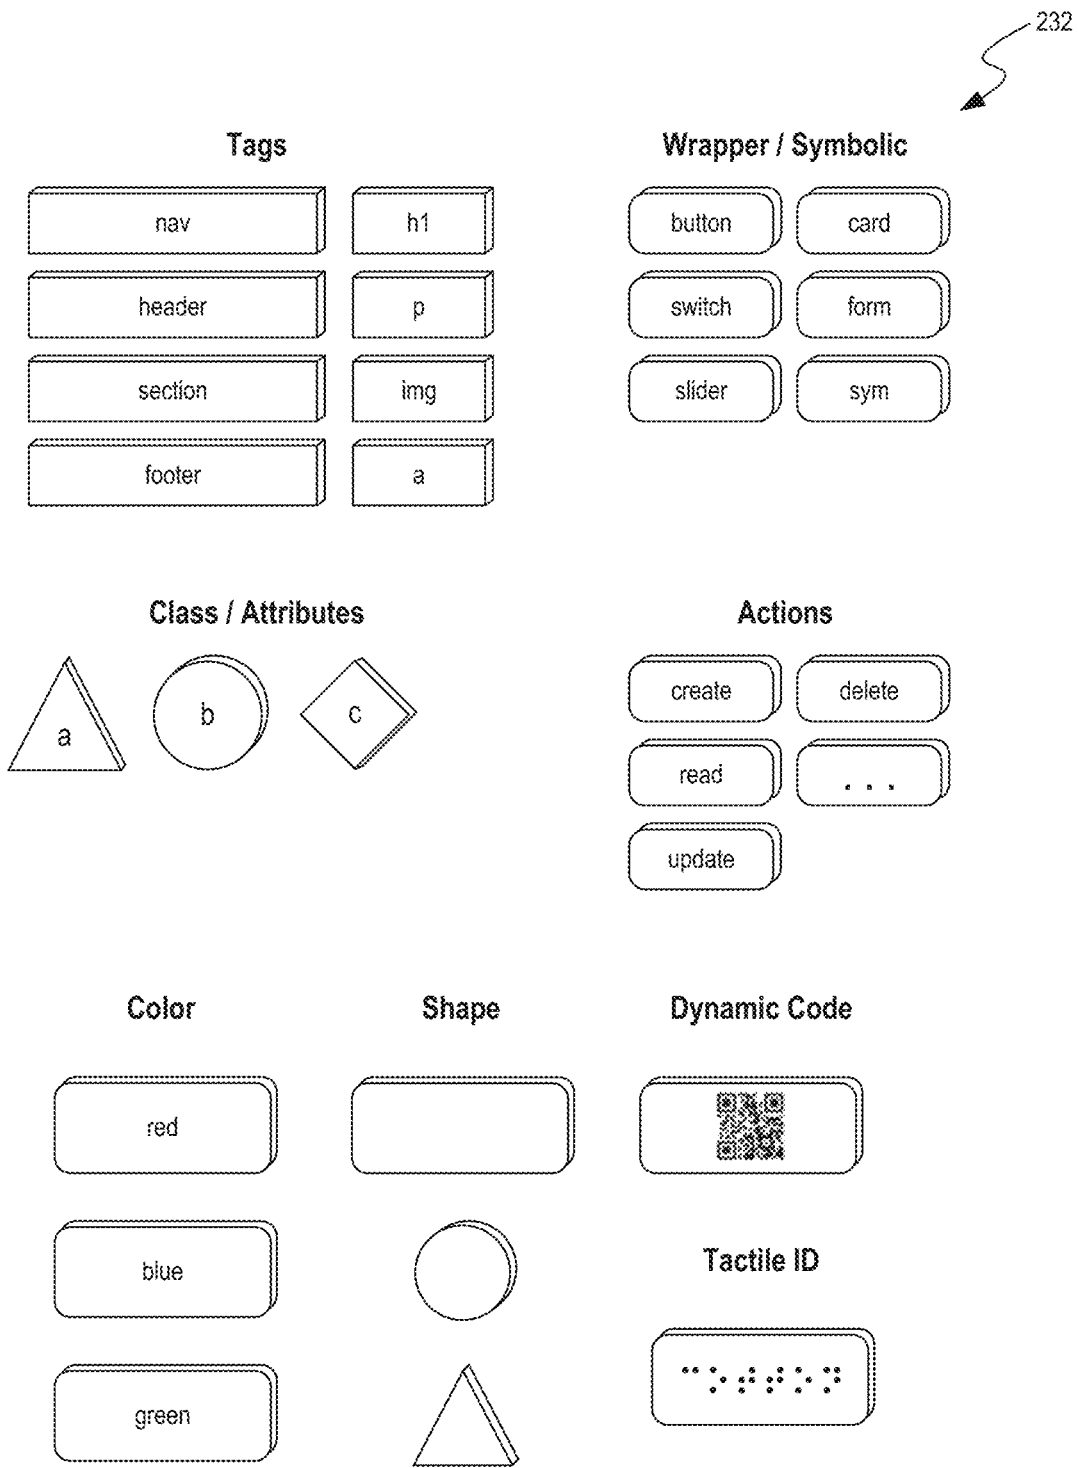 232
Tags
Wrapper / Symbolic
nav h1
button card
header p
switch form
section img
slider sym
footer a
Class / Attributes
Actions
a b c
create delete
read . . .
update
Color
Shape
Dynamic Code
red
blue
Tactile ID
green